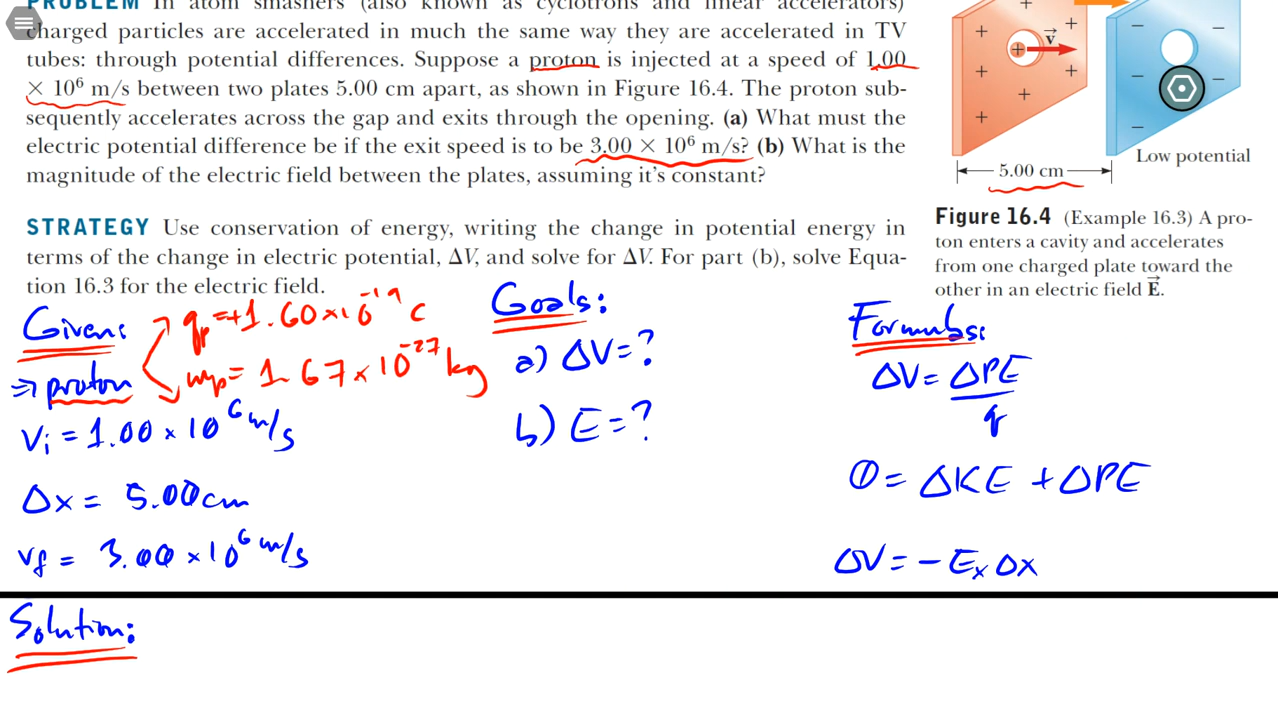 PROBLEM In atom smashers (also known as cyclotrons and linear accelerators)
charged particles are accelerated in much the same way they are accelerated in TV
tubes: through potential differences. Suppose a proton is injected at a speed of 1.00
× 10⁶ m/s between two plates 5.00 cm apart, as shown in Figure 16.4. The proton sub-
sequently accelerates across the gap and exits through the opening. (a) What must the
electric potential difference be if the exit speed is to be 3.00 × 10⁶ m/s? (b) What is the
magnitude of the electric field between the plates, assuming it's constant?
STRATEGY Use conservation of energy, writing the change in potential energy in
terms of the change in electric potential, ΔV, and solve for ΔV. For part (b), solve Equa-
tion 16.3 for the electric field.
+ + + + + + + +
v⃗
− − − − −
Low potential
5.00 cm
Figure 16.4 (Example 16.3) A pro-
ton enters a cavity and accelerates
from one charged plate toward the
other in an electric field E⃗.
Givens
⇒ proton
qp = +1.60×10⁻¹⁹ C
mp = 1.67×10⁻²⁷ kg
Vi = 1.00 × 10⁶ m/s
Δx = 5.00 cm
vf = 3.00 × 10⁶ m/s
Goals:
a) ΔV = ?
b) E = ?
Formulas:
ΔV = ΔPE / q
0 = ΔKE + ΔPE
ΔV = − Ex Δx
Solution: